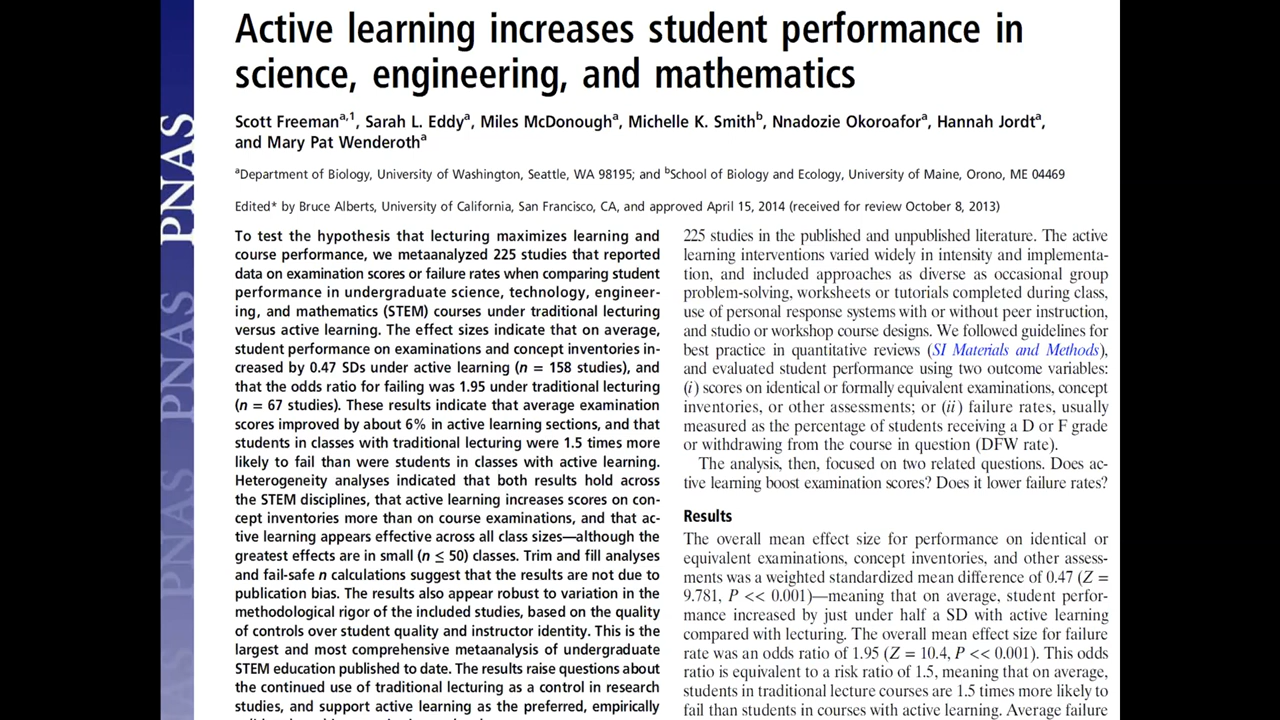 Active learning increases student performance in
science, engineering, and mathematics
Scott Freemanᵃ,¹, Sarah L. Eddyᵃ, Miles McDonoughᵃ, Michelle K. Smithᵇ, Nnadozie Okoroaforᵃ, Hannah Jordtᵃ,
and Mary Pat Wenderothᵃ
ᵃDepartment of Biology, University of Washington, Seattle, WA 98195; and ᵇSchool of Biology and Ecology, University of Maine, Orono, ME 04469
Edited* by Bruce Alberts, University of California, San Francisco, CA, and approved April 15, 2014 (received for review October 8, 2013)
To test the hypothesis that lecturing maximizes learning and
course performance, we metaanalyzed 225 studies that reported
data on examination scores or failure rates when comparing student
performance in undergraduate science, technology, engineer-
ing, and mathematics (STEM) courses under traditional lecturing
versus active learning. The effect sizes indicate that on average,
student performance on examinations and concept inventories in-
creased by 0.47 SDs under active learning (n = 158 studies), and
that the odds ratio for failing was 1.95 under traditional lecturing
(n = 67 studies). These results indicate that average examination
scores improved by about 6% in active learning sections, and that
students in classes with traditional lecturing were 1.5 times more
likely to fail than were students in classes with active learning.
Heterogeneity analyses indicated that both results hold across
the STEM disciplines, that active learning increases scores on con-
cept inventories more than on course examinations, and that ac-
tive learning appears effective across all class sizes—although the
greatest effects are in small (n ≤ 50) classes. Trim and fill analyses
and fail-safe n calculations suggest that the results are not due to
publication bias. The results also appear robust to variation in the
methodological rigor of the included studies, based on the quality
of controls over student quality and instructor identity. This is the
largest and most comprehensive metaanalysis of undergraduate
STEM education published to date. The results raise questions about
the continued use of traditional lecturing as a control in research
studies, and support active learning as the preferred, empirically
225 studies in the published and unpublished literature. The active
learning interventions varied widely in intensity and implementa-
tion, and included approaches as diverse as occasional group
problem-solving, worksheets or tutorials completed during class,
use of personal response systems with or without peer instruction,
and studio or workshop course designs. We followed guidelines for
best practice in quantitative reviews (SI Materials and Methods),
and evaluated student performance using two outcome variables:
(i) scores on identical or formally equivalent examinations, concept
inventories, or other assessments; or (ii) failure rates, usually
measured as the percentage of students receiving a D or F grade
or withdrawing from the course in question (DFW rate).
The analysis, then, focused on two related questions. Does ac-
tive learning boost examination scores? Does it lower failure rates?
Results
The overall mean effect size for performance on identical or
equivalent examinations, concept inventories, and other assess-
ments was a weighted standardized mean difference of 0.47 (Z =
9.781, P << 0.001)—meaning that on average, student perfor-
mance increased by just under half a SD with active learning
compared with lecturing. The overall mean effect size for failure
rate was an odds ratio of 1.95 (Z = 10.4, P << 0.001). This odds
ratio is equivalent to a risk ratio of 1.5, meaning that on average,
students in traditional lecture courses are 1.5 times more likely to
fail than students in courses with active learning. Average failure
PNAS
PNAS
PNAS
PNAS